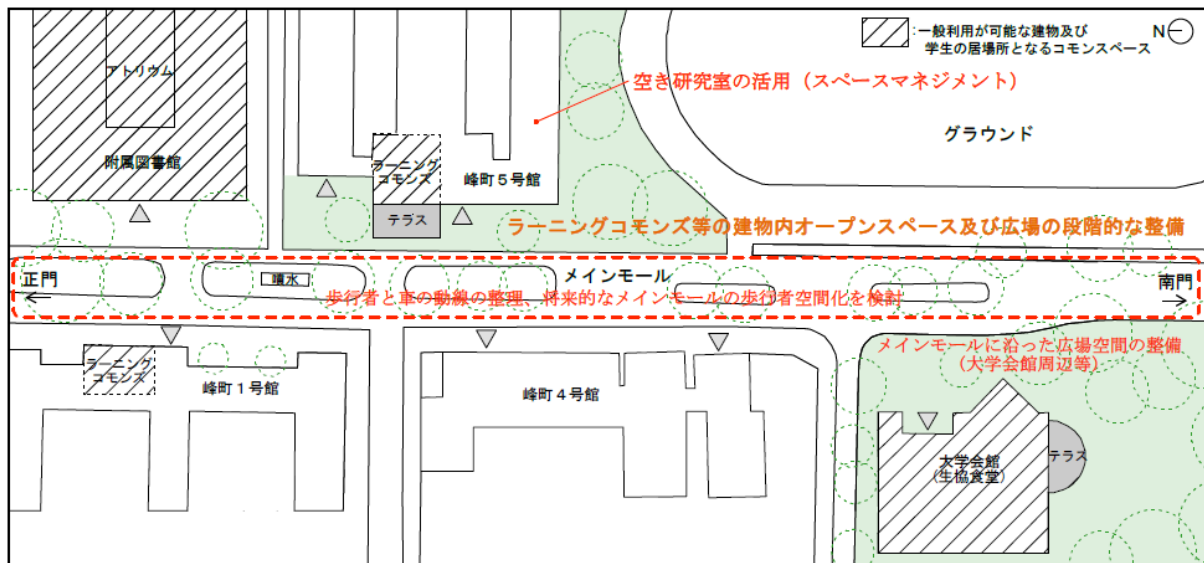 ：一般利用が可能な建物及び
学生の居場所となるコモンスペース
N
アトリウム
附属図書館
空き研究室の活用（スペースマネジメント）
グラウンド
ラーニング
コモンズ
峰町５号館
テラス
ラーニングコモンズ等の建物内オープンスペース及び広場の段階的な整備
正門
噴水
メインモール
南門
歩行者と車の動線の整理、将来的なメインモールの歩行者空間化を検討
メインモールに沿った広場空間の整備
（大学会館周辺等）
ラーニング
コモンズ
峰町１号館
峰町４号館
大学会館
（生協食堂）
テラス